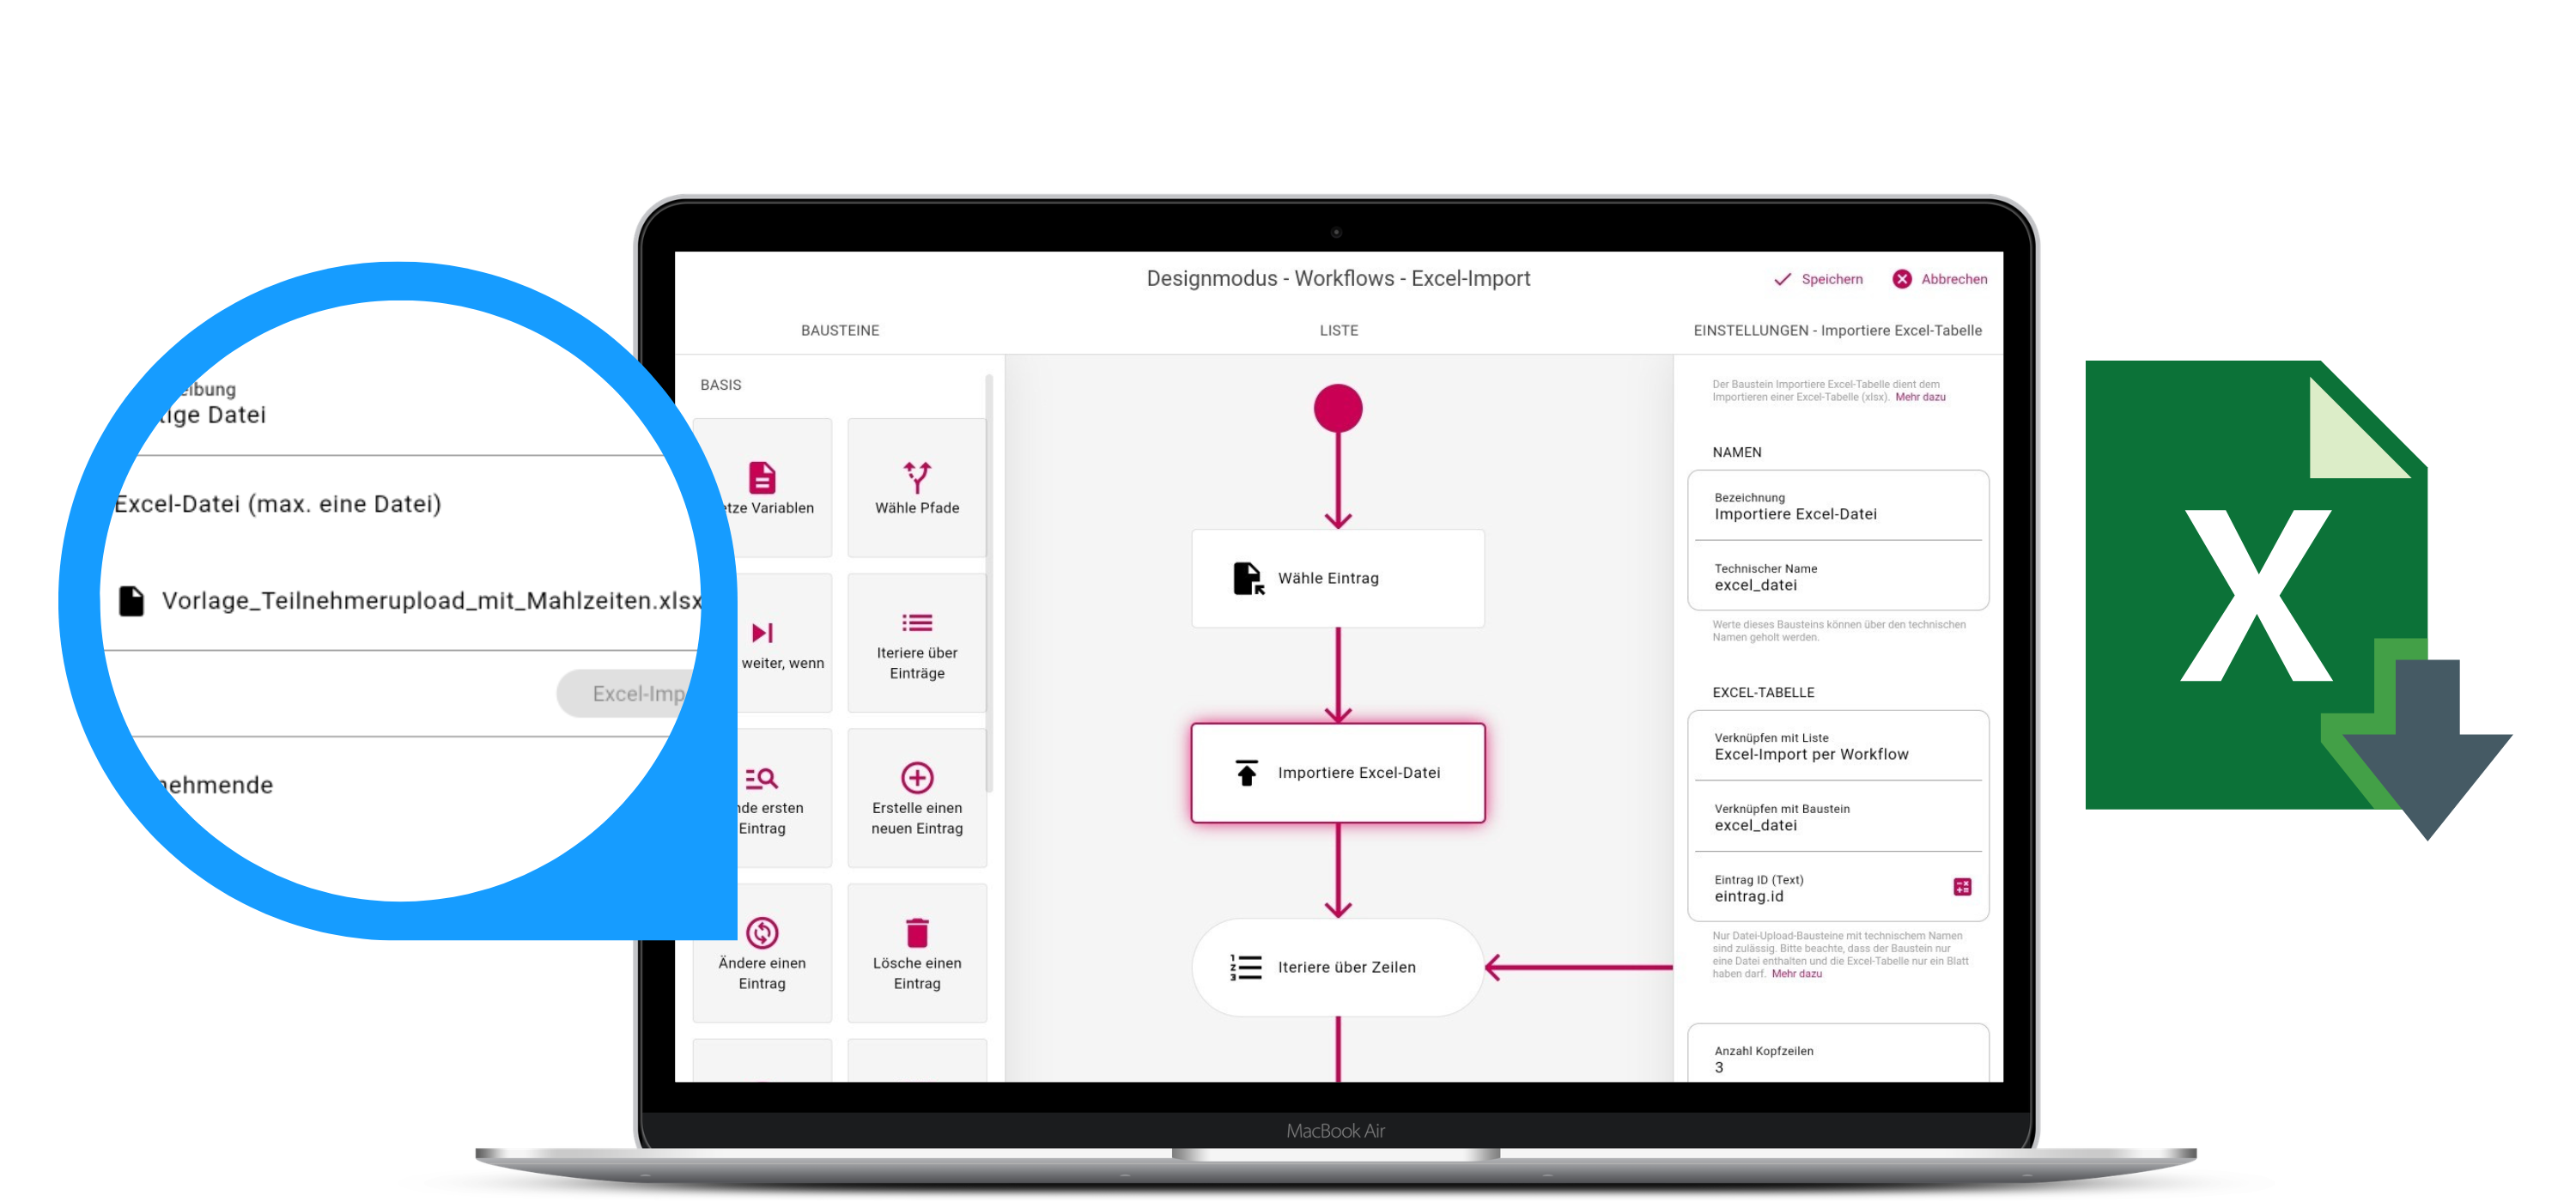 Designmodus - Workflows - Excel-Import
Speichern
Abbrechen
BAUSTEINE
LISTE
EINSTELLUNGEN - Importiere Excel-Tabelle
Datei
Excel-Datei (max. eine Datei)
Vorlage_Teilnehmerupload_mit_Mahlzeiten.xlsx
BASIS
Variablen
Wähle Pfade
weiter, wenn
Iteriere über
Einträge
ersten
Eintrag
Erstelle einen
neuen Eintrag
Ändere einen
Eintrag
Lösche einen
Eintrag
Wähle Eintrag
Importiere Excel-Datei
1
2
3
Iteriere über Zeilen
Der Baustein Importiere Excel-Tabelle dient dem
Importieren einer Excel-Tabelle (xlsx). Mehr dazu
NAMEN
Bezeichnung
Importiere Excel-Datei
Technischer Name
excel_datei
Werte dieses Bausteins können über den technischen
Namen geholt werden.
EXCEL-TABELLE
Verknüpfen mit Liste
Excel-Import per Workflow
Verknüpfen mit Baustein
excel_datei
Eintrag ID (Text)
eintrag.id
Nur Datei-Upload-Bausteine mit technischem Namen
sind zulässig. Bitte beachte, dass der Baustein nur
eine Datei enthalten und die Excel-Tabelle nur ein Blatt
haben darf. Mehr dazu
Anzahl Kopfzeilen
3
X
MacBook Air